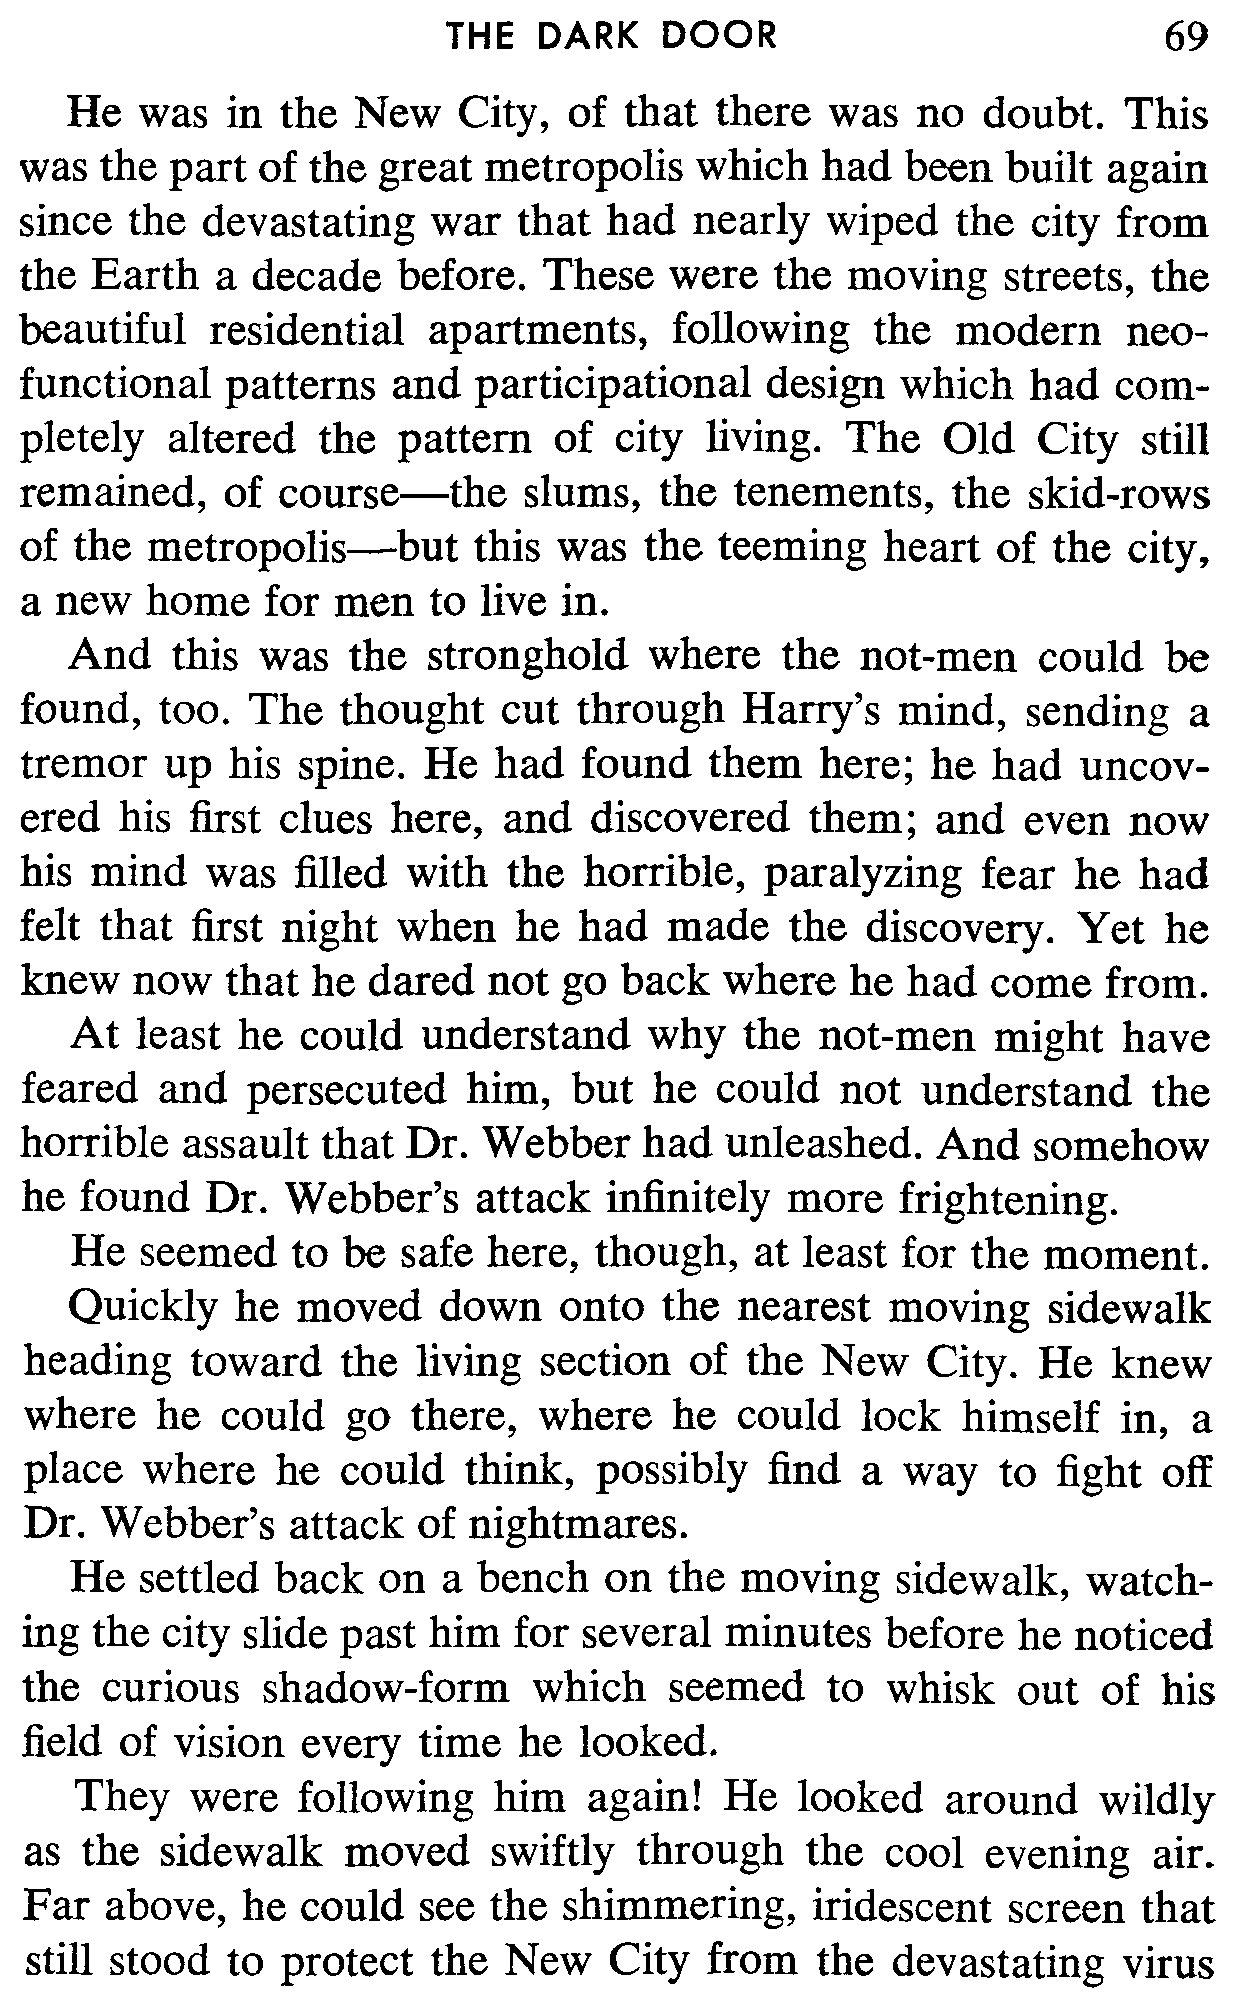 THE DARK DOOR 69
He was in the New City, of that there was no doubt. This
was the part of the great metropolis which had been built again
since the devastating war that had nearly wiped the city from
the Earth a decade before. These were the moving streets, the
beautiful residential apartments, following the modern neo-
functional patterns and participational design which had com-
pletely altered the pattern of city living. The Old City still
remained, of course—the slums, the tenements, the skid-rows
of the metropolis—but this was the teeming heart of the city,
a new home for men to live in.
And this was the stronghold where the not-men could be
found, too. The thought cut through Harry's mind, sending a
tremor up his spine. He had found them here; he had uncov-
ered his first clues here, and discovered them; and even now
his mind was filled with the horrible, paralyzing fear he had
felt that first night when he had made the discovery. Yet he
knew now that he dared not go back where he had come from.
At least he could understand why the not-men might have
feared and persecuted him, but he could not understand the
horrible assault that Dr. Webber had unleashed. And somehow
he found Dr. Webber's attack infinitely more frightening.
He seemed to be safe here, though, at least for the moment.
Quickly he moved down onto the nearest moving sidewalk
heading toward the living section of the New City. He knew
where he could go there, where he could lock himself in, a
place where he could think, possibly find a way to fight off
Dr. Webber's attack of nightmares.
He settled back on a bench on the moving sidewalk, watch-
ing the city slide past him for several minutes before he noticed
the curious shadow-form which seemed to whisk out of his
field of vision every time he looked.
They were following him again! He looked around wildly
as the sidewalk moved swiftly through the cool evening air.
Far above, he could see the shimmering, iridescent screen that
still stood to protect the New City from the devastating virus